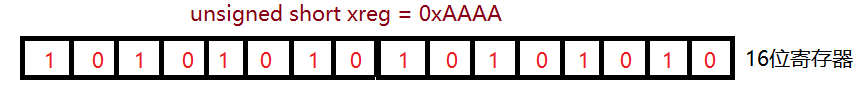 unsigned short xreg = 0xAAAA
1 0 1 0 1 0 1 0 1 0 1 0 1 0 1 0 16位寄存器